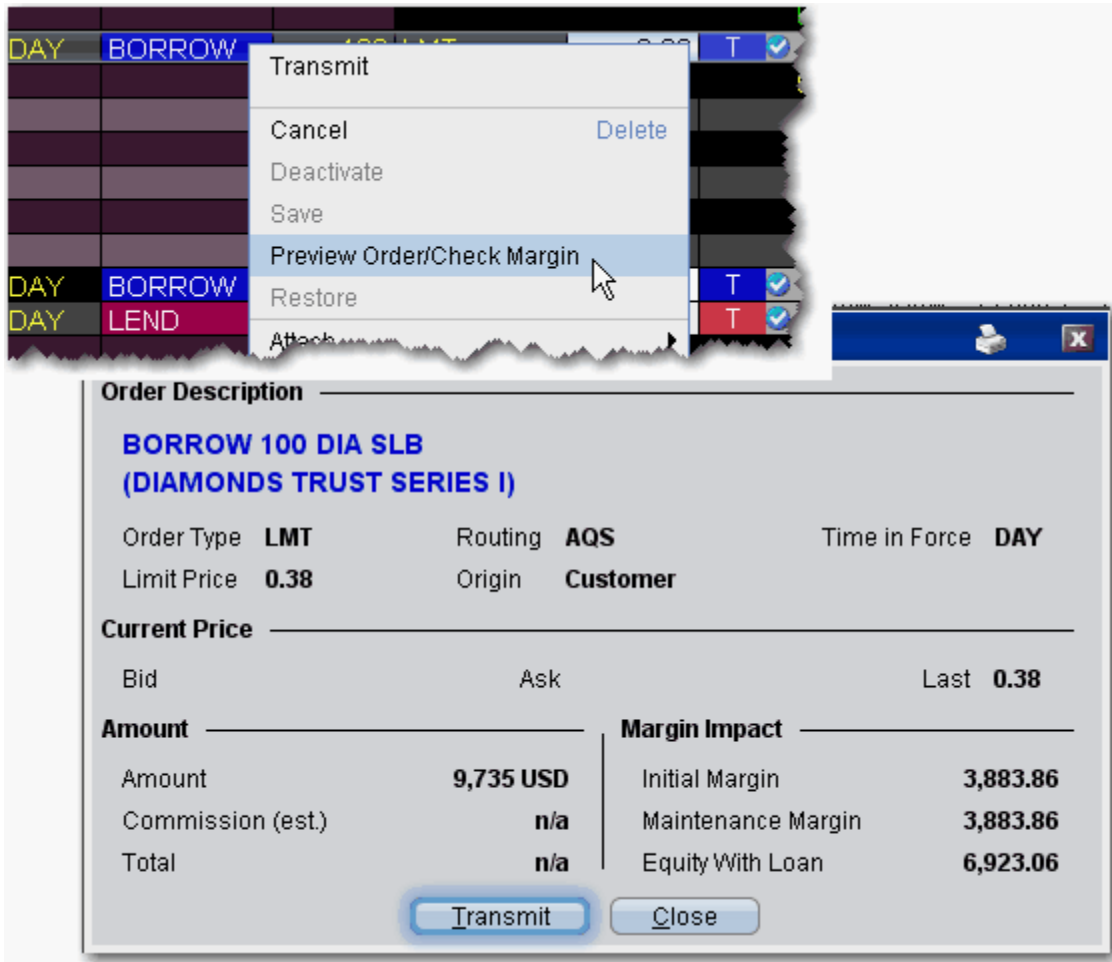 DAY BORROW T
Transmit
Cancel Delete
Deactivate
Save
Preview Order/Check Margin
DAY BORROW T
Restore
DAY LEND T
Attach
Order Description
BORROW 100 DIA SLB
(DIAMONDS TRUST SERIES I)
Order Type LMT Routing AQS Time in Force DAY
Limit Price 0.38 Origin Customer
Current Price
Bid Ask Last 0.38
Amount Margin Impact
Amount 9,735 USD Initial Margin 3,883.86
Commission (est.) n/a Maintenance Margin 3,883.86
Total n/a Equity With Loan 6,923.06
Transmit Close